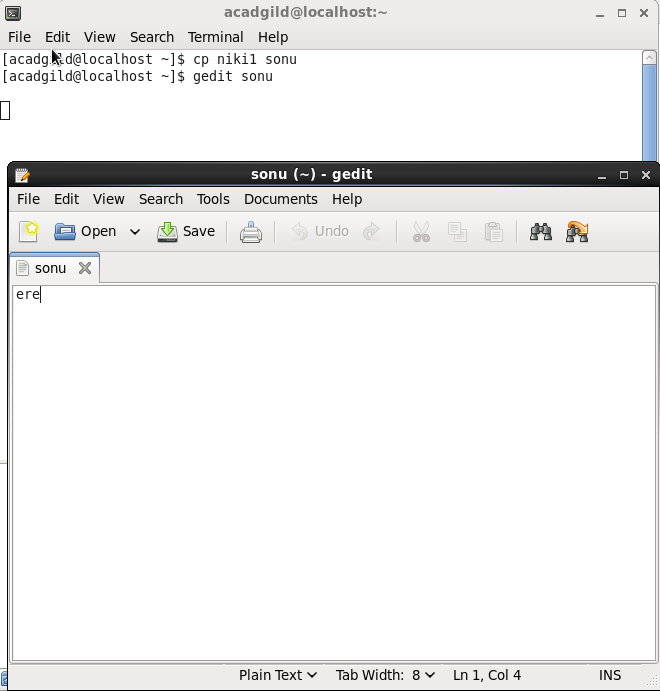 acadgild@localhost:~
File Edit View Search Terminal Help
[acadgild@localhost ~]$ cp niki1 sonu
[acadgild@localhost ~]$ gedit sonu
sonu (~) - gedit
File Edit View Search Tools Documents Help
Open Save Undo
sonu
ere
Plain Text Tab Width: 8 Ln 1, Col 4 INS